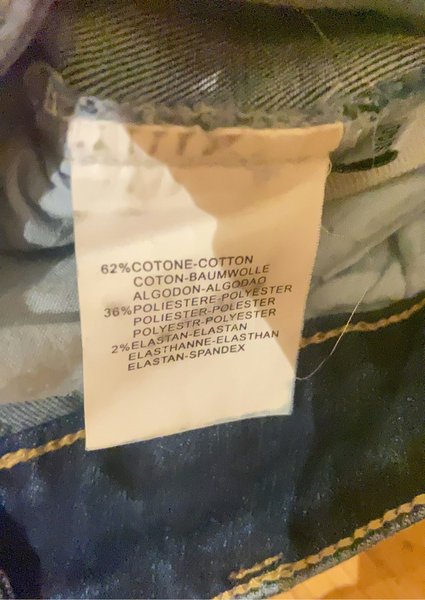 62%COTONE-COTTON
COTON-BAUMWOLLE
ALGODON-ALGODAO
36%POLIESTERE-POLYESTER
POLIESTER-POLESTER
POLYESTR-POLYESTER
2%ELASTAN-ELASTAN
ELASTHANNE-ELASTHAN
ELASTAN-SPANDEX